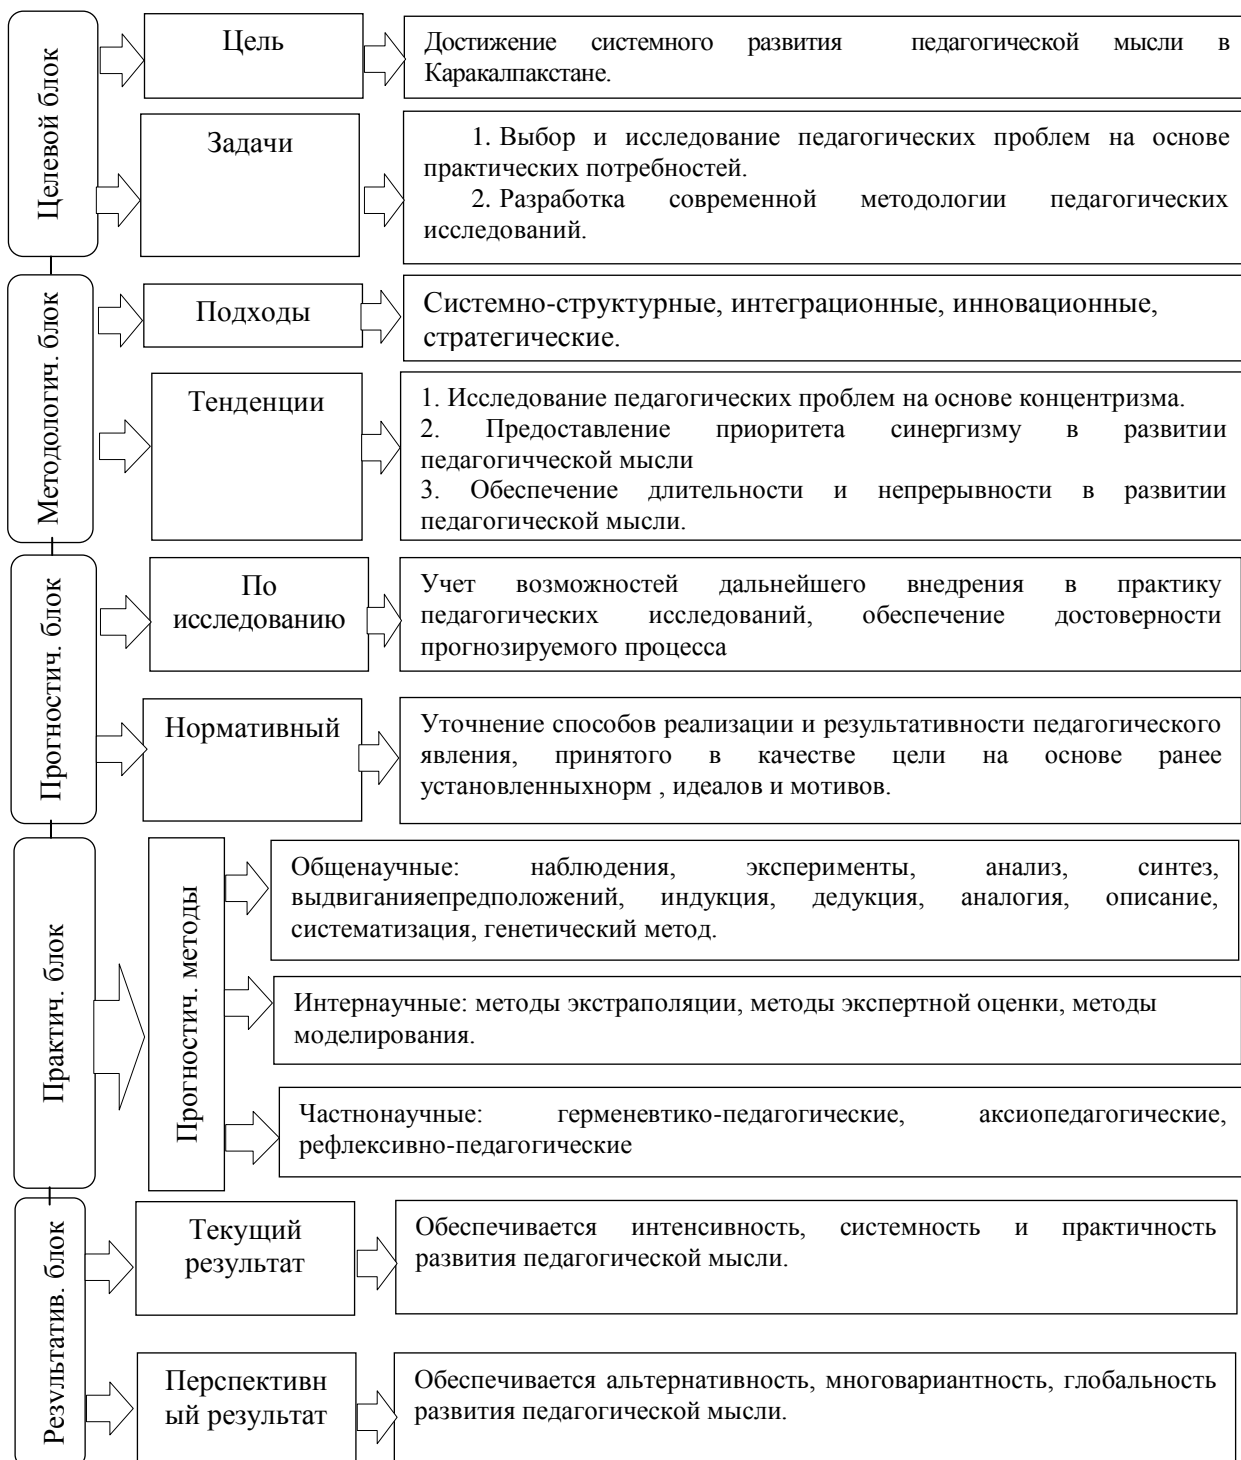 Целевой блок
Цель
Достижение системного развития педагогической мысли в
Каракалпакстане.
Задачи
1. Выбор и исследование педагогических проблем на основе
практических потребностей.
2. Разработка современной методологии педагогических
исследований.
Методологич. блок
Подходы
Системно-структурные, интеграционные, инновационные,
стратегические.
Тенденции
1. Исследование педагогических проблем на основе концентризма.
2. Предоставление приоритета синергизму в развитии
педагогичческой мысли
3. Обеспечение длительности и непрерывности в развитии
педагогической мысли.
Прогностич. блок
По
исследованию
Учет возможностей дальнейшего внедрения в практику
педагогических исследований, обеспечение достоверности
прогнозируемого процесса
Нормативный
Уточнение способов реализации и результативности педагогического
явления, принятого в качестве цели на основе ранее
установленныхнорм , идеалов и мотивов.
Практич. блок
Прогностич. методы
Общенаучные: наблюдения, эксперименты, анализ, синтез,
выдвиганияепредположений, индукция, дедукция, аналогия, описание,
систематизация, генетический метод.
Интернаучные: методы экстраполяции, методы экспертной оценки, методы
моделирования.
Частнонаучные: герменевтико-педагогические, аксиопедагогические,
рефлексивно-педагогические
Результатив. блок
Текущий
результат
Обеспечивается интенсивность, системность и практичность
развития педагогической мысли.
Перспективн
ый результат
Обеспечивается альтернативность, многовариантность, глобальность
развития педагогической мысли.